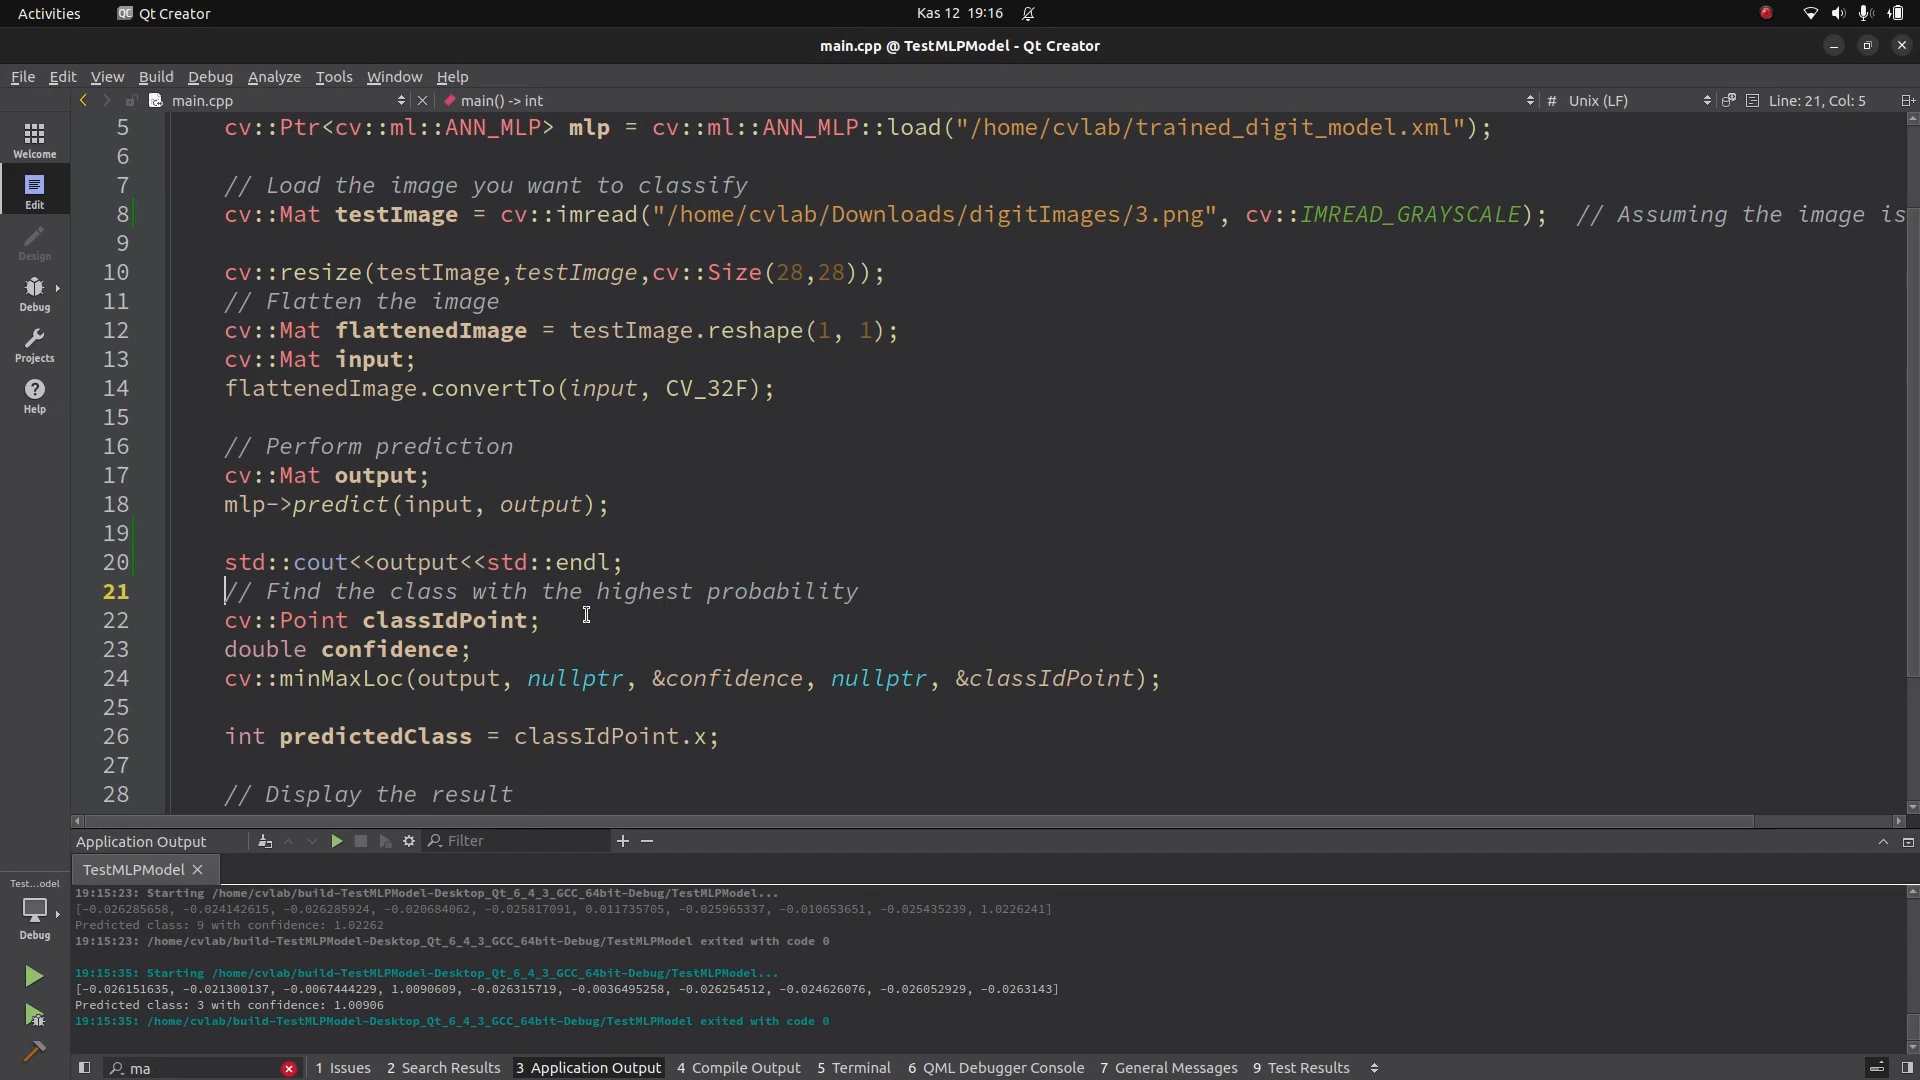 Activities Qt Creator Kas 12 19:16
main.cpp @ TestMLPModel - Qt Creator
File Edit View Build Debug Analyze Tools Window Help
main.cpp main() -> int # Unix (LF) Line: 21, Col: 5
Welcome
Edit
Design
Debug
Projects
Help
5 cv::Ptr<cv::ml::ANN_MLP> mlp = cv::ml::ANN_MLP::load("/home/cvlab/trained_digit_model.xml");
6
7 // Load the image you want to classify
8 cv::Mat testImage = cv::imread("/home/cvlab/Downloads/digitImages/3.png", cv::IMREAD_GRAYSCALE); // Assuming the image is
9
10 cv::resize(testImage,testImage,cv::Size(28,28));
11 // Flatten the image
12 cv::Mat flattenedImage = testImage.reshape(1, 1);
13 cv::Mat input;
14 flattenedImage.convertTo(input, CV_32F);
15
16 // Perform prediction
17 cv::Mat output;
18 mlp->predict(input, output);
19
20 std::cout<<output<<std::endl;
21 // Find the class with the highest probability
22 cv::Point classIdPoint;
23 double confidence;
24 cv::minMaxLoc(output, nullptr, &confidence, nullptr, &classIdPoint);
25
26 int predictedClass = classIdPoint.x;
27
28 // Display the result
Application Output Filter
TestMLPModel
Test...odel
Debug
19:15:23: Starting /home/cvlab/build-TestMLPModel-Desktop_Qt_6_4_3_GCC_64bit-Debug/TestMLPModel...
[-0.026285658, -0.024142615, -0.026285924, -0.020684062, -0.025817091, 0.011735705, -0.025965337, -0.010653651, -0.025435239, 1.0226241]
Predicted class: 9 with confidence: 1.02262
19:15:23: /home/cvlab/build-TestMLPModel-Desktop_Qt_6_4_3_GCC_64bit-Debug/TestMLPModel exited with code 0
19:15:35: Starting /home/cvlab/build-TestMLPModel-Desktop_Qt_6_4_3_GCC_64bit-Debug/TestMLPModel...
[-0.026151635, -0.021300137, -0.0067444229, 1.0090609, -0.026315719, -0.0036495258, -0.026254512, -0.024626076, -0.026052929, -0.0263143]
Predicted class: 3 with confidence: 1.00906
19:15:35: /home/cvlab/build-TestMLPModel-Desktop_Qt_6_4_3_GCC_64bit-Debug/TestMLPModel exited with code 0
ma 1 Issues 2 Search Results 3 Application Output 4 Compile Output 5 Terminal 6 QML Debugger Console 7 General Messages 9 Test Results